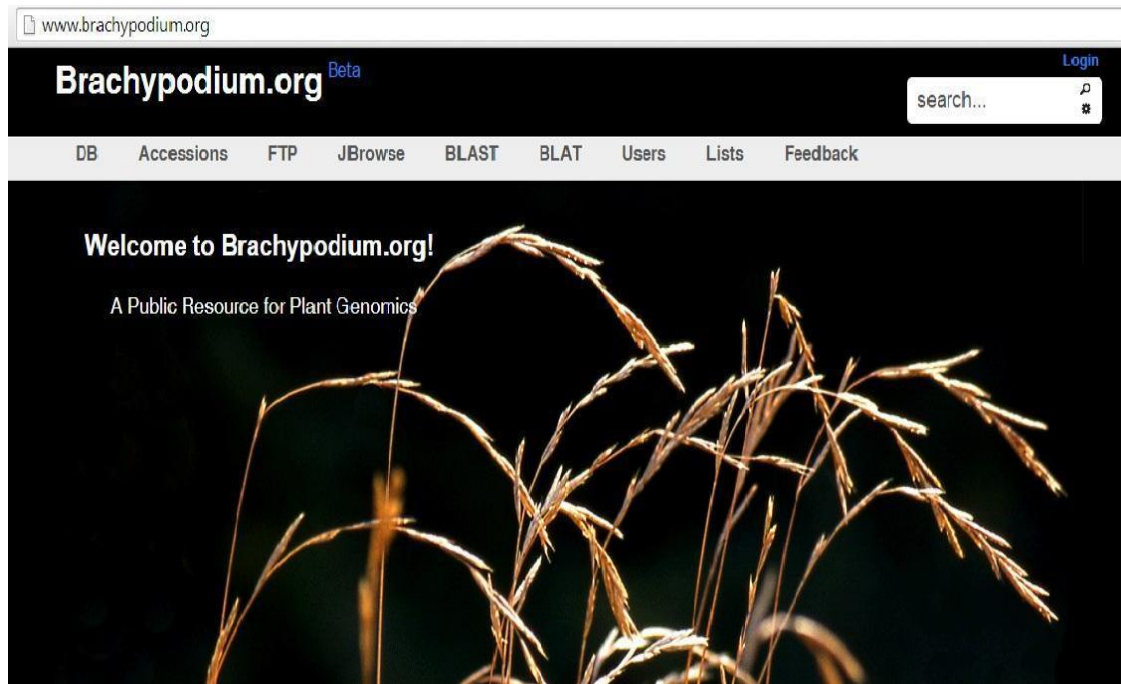 www.brachypodium.org
Brachypodium.org Beta
Login
search...
DB Accessions FTP JBrowse BLAST BLAT Users Lists Feedback
Welcome to Brachypodium.org!
A Public Resource for Plant Genomics